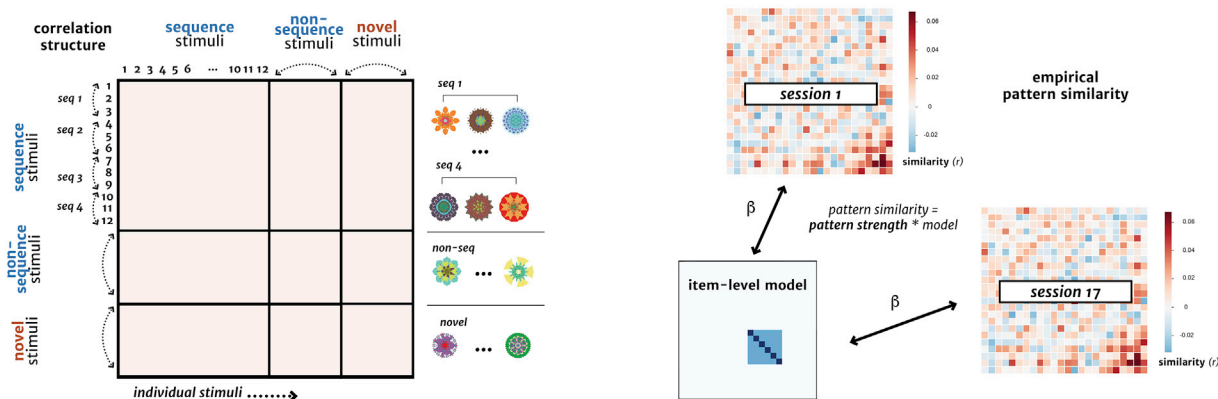 correlation
structure
sequence
stimuli
non-
sequence
stimuli
novel
stimuli
1 2 3 4 5 6 ... 10 11 12
sequence
stimuli
seq 1
seq 2
seq 3
seq 4
1
2
3
4
5
6
7
8
9
10
11
12
non-
sequence
stimuli
novel
stimuli
individual stimuli
seq 1
...
seq 4
non-seq
...
novel
...
session 1
0.06
0.04
0.02
0
-0.02
similarity (r)
empirical
pattern similarity
β
pattern similarity =
pattern strength * model
item-level model
β
session 17
0.06
0.04
0.02
0
-0.02
similarity (r)